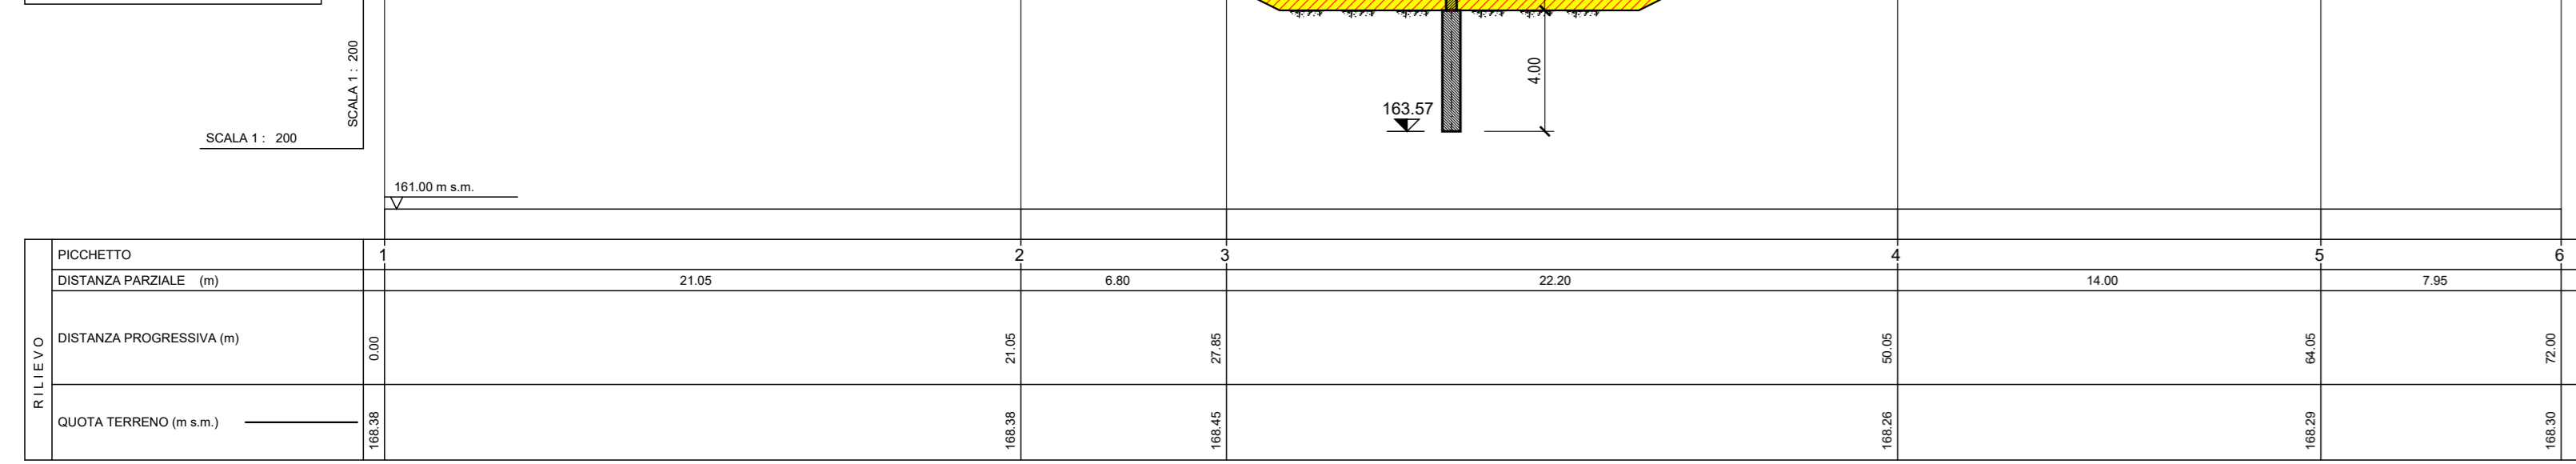 SCALA 1 : 200
SCALA 1 : 200
4.00
163.57
161.00 m s.m.
RILIEVO
PICCHETTO 1 2 3 4 5 6
DISTANZA PARZIALE (m) 21.05 6.80 22.20 14.00 7.95
DISTANZA PROGRESSIVA (m) 0.00 21.05 27.85 50.05 64.05 72.00
QUOTA TERRENO (m s.m.) 168.38 168.38 168.45 168.26 168.29 168.30